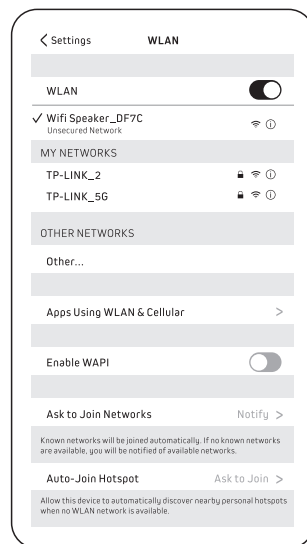 Settings WLAN
WLAN
Wifi Speaker_DF7C
Unsecured Network
MY NETWORKS
TP-LINK_2
TP-LINK_5G
OTHER NETWORKS
Other...
Apps Using WLAN & Cellular
Enable WAPI
Ask to Join Networks Notify
Known networks will be joined automatically. If no known networks
are available, you will be notified of available networks.
Auto-Join Hotspot Ask to Join
Allow this device to automatically discover nearby personal hotspots
when no WLAN network is available.